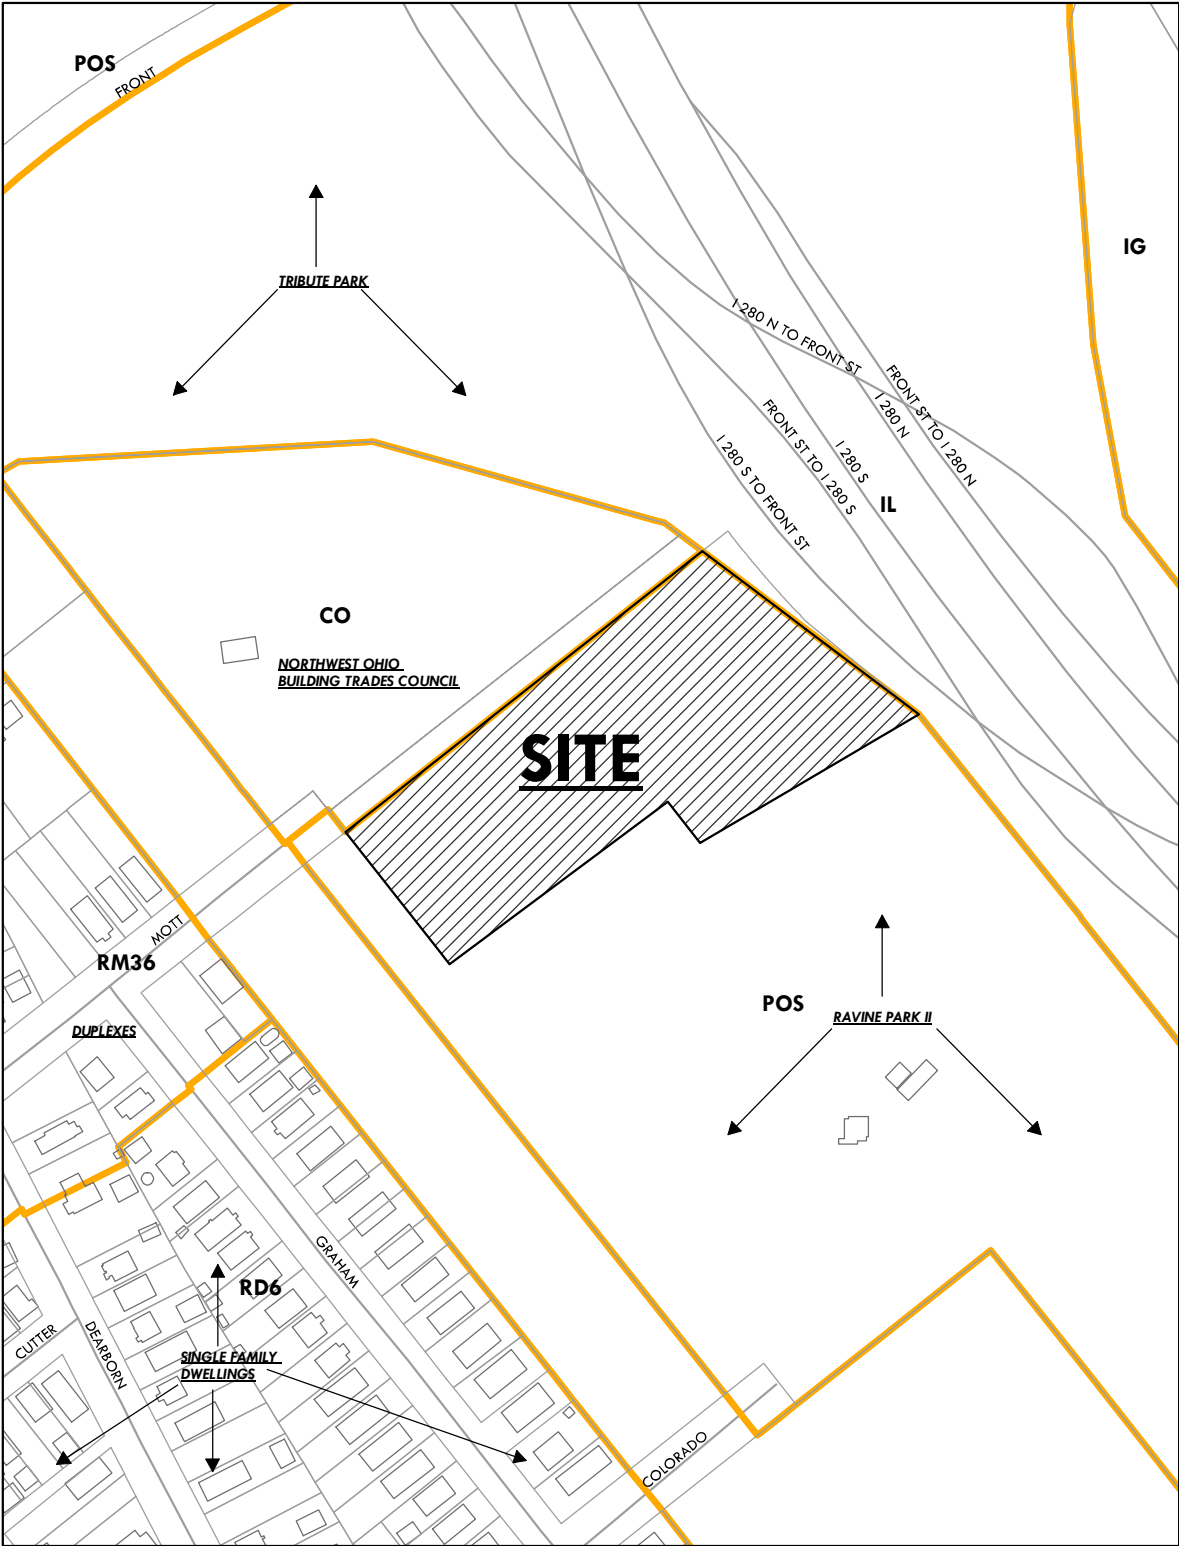 POS
FRONT
IG
TRIBUTE PARK
I 280 N TO FRONT ST
FRONT ST TO I 280 N
I 280 N
FRONT ST TO I 280 S
I 280 S
I 280 S TO FRONT ST
IL
CO
NORTHWEST OHIO
BUILDING TRADES COUNCIL
SITE
MOTT
RM36
POS
RAVINE PARK II
DUPLEXES
GRAHAM
RD6
CUTTER
DEARBORN
SINGLE FAMILY
DWELLINGS
COLORADO